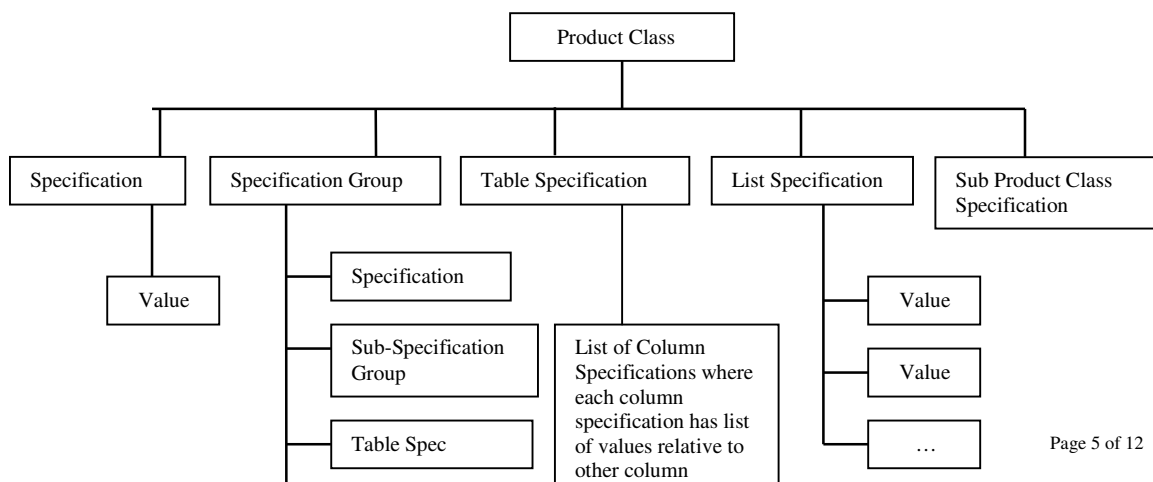 Product Class
Specification
Specification Group
Table Specification
List Specification
Sub Product Class
Specification
Value
Specification
Sub-Specification
Group
Table Spec
List of Column
Specifications where
each column
specification has list
of values relative to
other column
Value
Value
…
Page 5 of 12